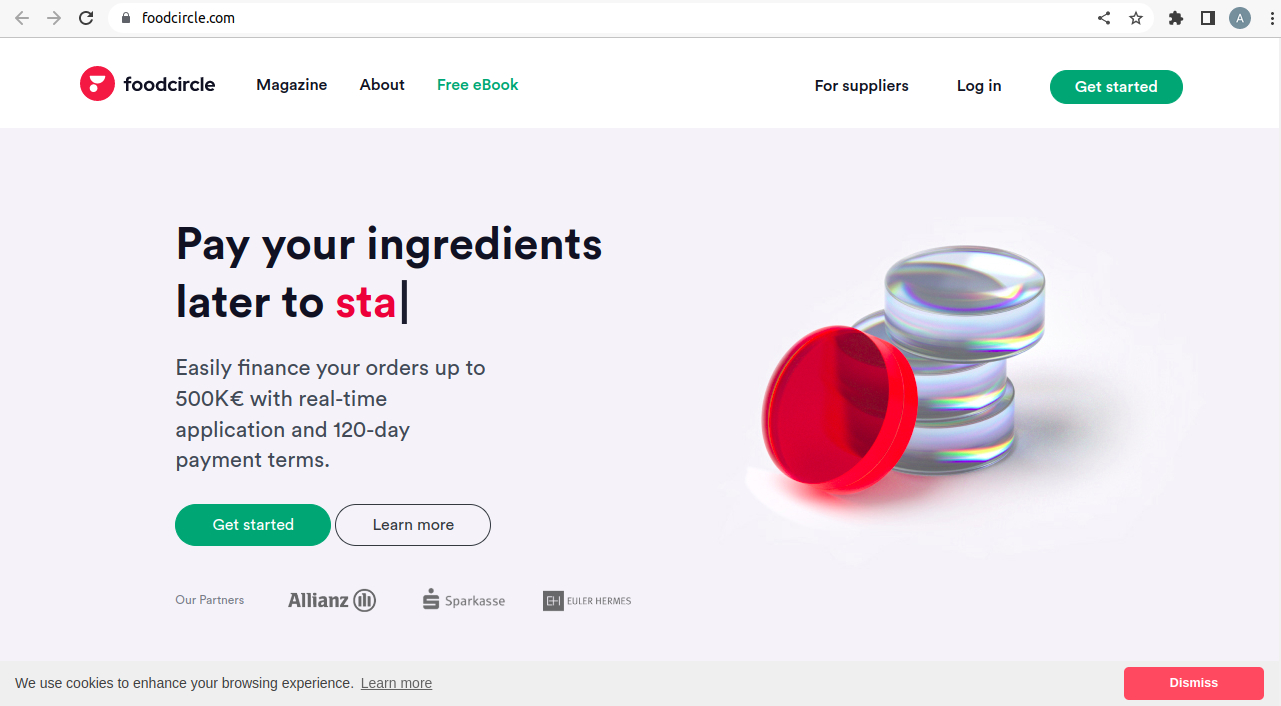 foodcircle.com
A
foodcircle
Magazine
About
Free eBook
For suppliers
Log in
Get started
Pay your ingredients
later to sta|
Easily finance your orders up to
500K€ with real-time
application and 120-day
payment terms.
Get started
Learn more
Our Partners
Allianz
Sparkasse
EH EULER HERMES
We use cookies to enhance your browsing experience. Learn more
Dismiss